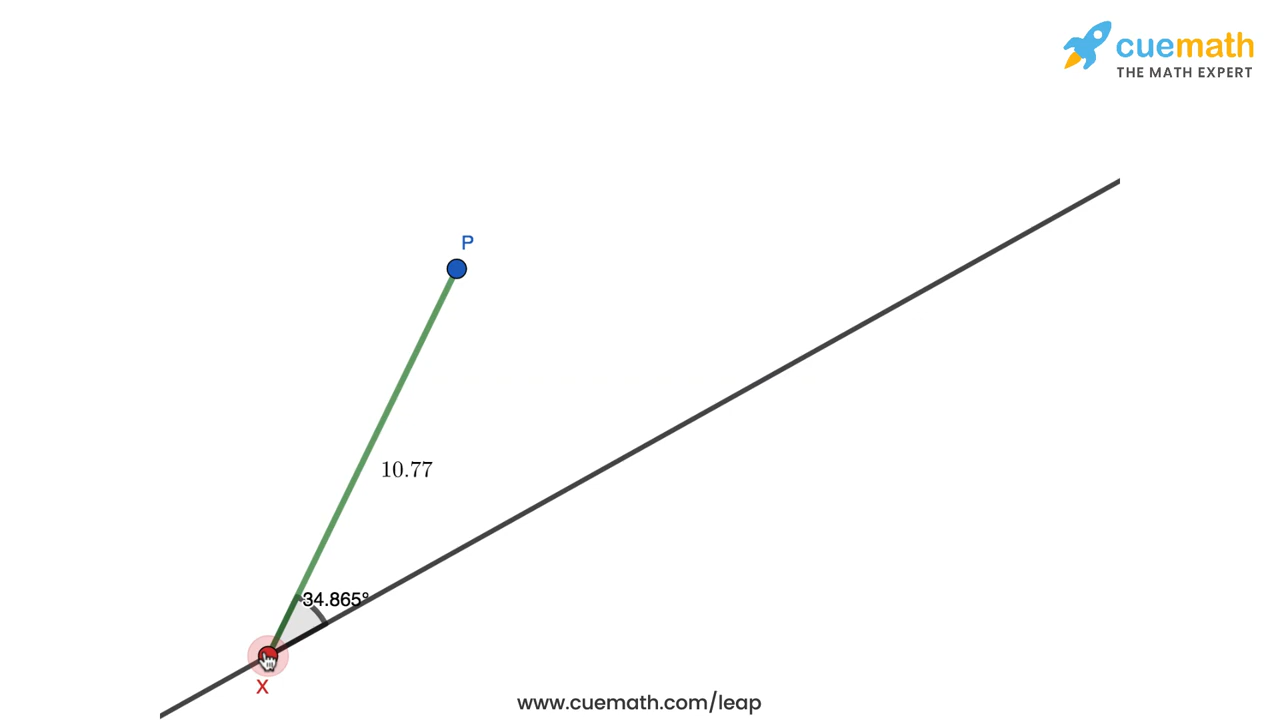 cuemath
THE MATH EXPERT
P
10.77
34.865°
X
www.cuemath.com/leap